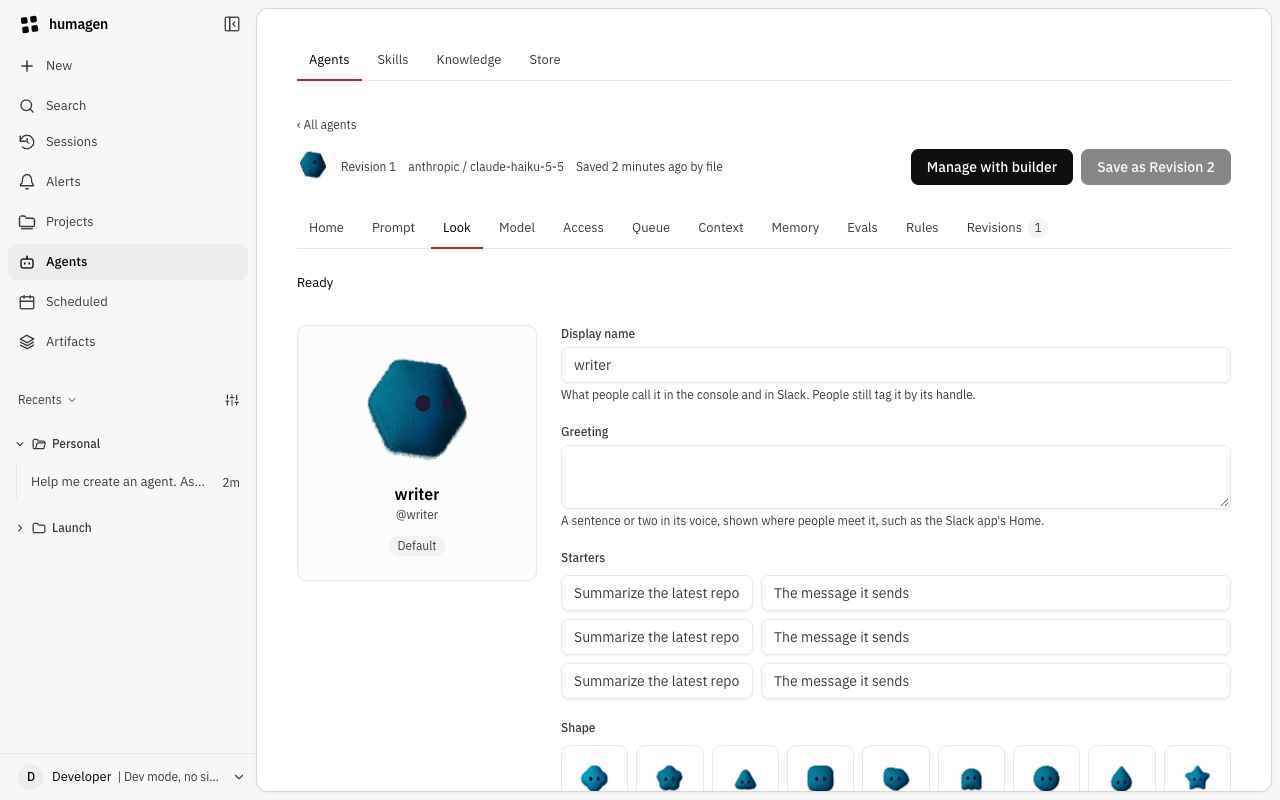 humagen
New
Search
Sessions
Alerts
Projects
Agents
Scheduled
Artifacts
Recents
Personal
Help me create an agent. As... 2m
Launch
D Developer | Dev mode, no si...
Agents Skills Knowledge Store
‹ All agents
Revision 1 anthropic / claude-haiku-5-5 Saved 2 minutes ago by file Manage with builder Save as Revision 2
Home Prompt Look Model Access Queue Context Memory Evals Rules Revisions 1
Ready
writer
@writer
Default
Display name
writer
What people call it in the console and in Slack. People still tag it by its handle.
Greeting
A sentence or two in its voice, shown where people meet it, such as the Slack app's Home.
Starters
Summarize the latest repo The message it sends
Summarize the latest repo The message it sends
Summarize the latest repo The message it sends
Shape